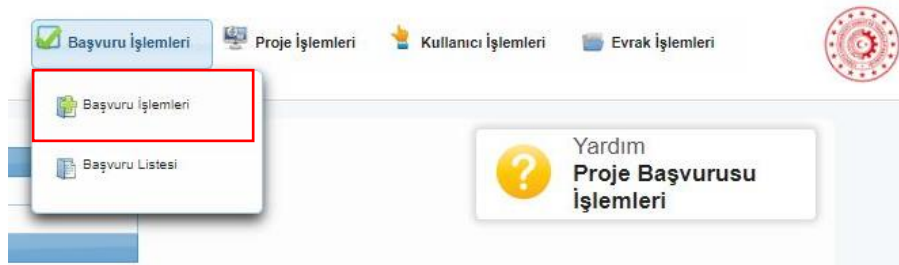 Başvuru İşlemleri
Proje İşlemleri
Kullanıcı İşlemleri
Evrak İşlemleri
Başvuru İşlemleri
Başvuru Listesi
Yardım
Proje Başvurusu
İşlemleri